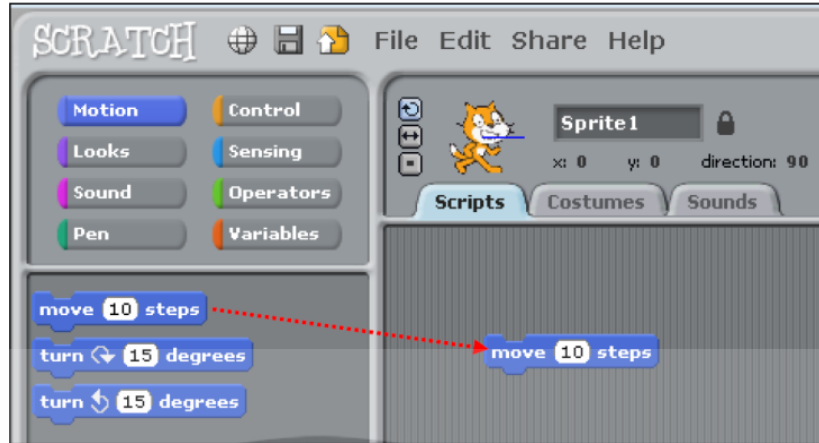 SCRATCH File Edit Share Help
Motion Control
Looks Sensing
Sound Operators
Pen Variables
Sprite1
x: 0 y: 0 direction: 90
Scripts Costumes Sounds
move 10 steps
turn 15 degrees
turn 15 degrees
move 10 steps